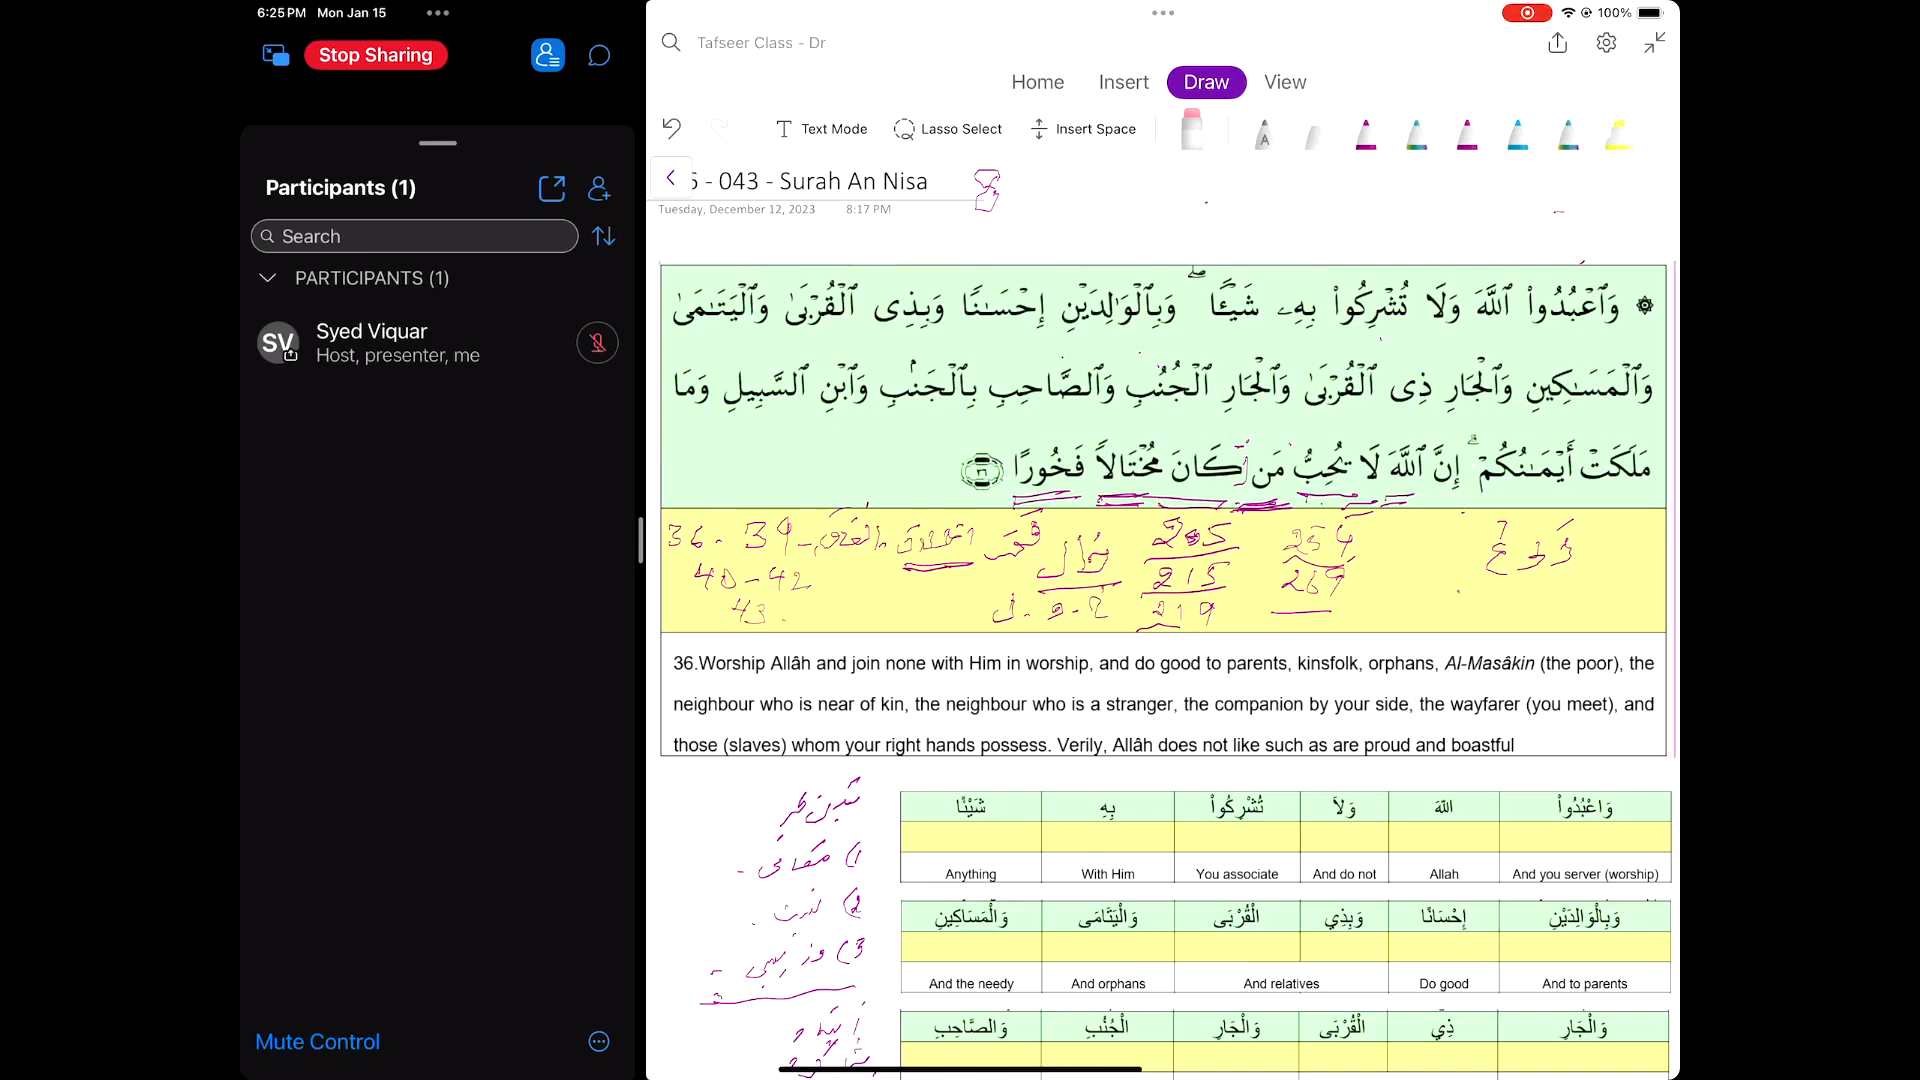 6:25 PM Mon Jan 15
Stop Sharing
Participants (1)
Search
PARTICIPANTS (1)
SV
Syed Viquar
Host, presenter, me
Mute Control
100%
Tafseer Class - Dr
Home Insert Draw View
Text Mode Lasso Select Insert Space
A
6 - 043 - Surah An Nisa
Tuesday, December 12, 2023 8:17 PM
۞ وَٱعْبُدُوا۟ ٱللَّهَ وَلَا تُشْرِكُوا۟ بِهِۦ شَيْـًٔا ۖ وَبِٱلْوَٰلِدَيْنِ إِحْسَـٰنًا وَبِذِى ٱلْقُرْبَىٰ وَٱلْيَتَـٰمَىٰ
وَٱلْمَسَـٰكِينِ وَٱلْجَارِ ذِى ٱلْقُرْبَىٰ وَٱلْجَارِ ٱلْجُنُبِ وَٱلصَّاحِبِ بِٱلْجَنۢبِ وَٱبْنِ ٱلسَّبِيلِ وَمَا
مَلَكَتْ أَيْمَـٰنُكُمْ ۗ إِنَّ ٱللَّهَ لَا يُحِبُّ مَن كَانَ مُخْتَالًا فَخُورًا ٣٦
36 - 39
205
254
40-42
215
269
43
219
36.Worship Allâh and join none with Him in worship, and do good to parents, kinsfolk, orphans, Al-Masâkin (the poor), the
neighbour who is near of kin, the neighbour who is a stranger, the companion by your side, the wayfarer (you meet), and
those (slaves) whom your right hands possess. Verily, Allâh does not like such as are proud and boastful
وَاعْبُدُواْ اللّهَ وَلاَ تُشْرِكُواْ بِهِ شَيْئًا
Anything With Him You associate And do not Allah And you server (worship)
وَبِالْوَالِدَيْنِ إِحْسَانًا وَبِذِي الْقُرْبَى وَالْيَتَامَى وَالْمَسَاكِينِ
And the needy And orphans And relatives Do good And to parents
وَالْجَارِ ذِي الْقُرْبَى وَالْجَارِ الْجُنُبِ وَالصَّاحِبِ